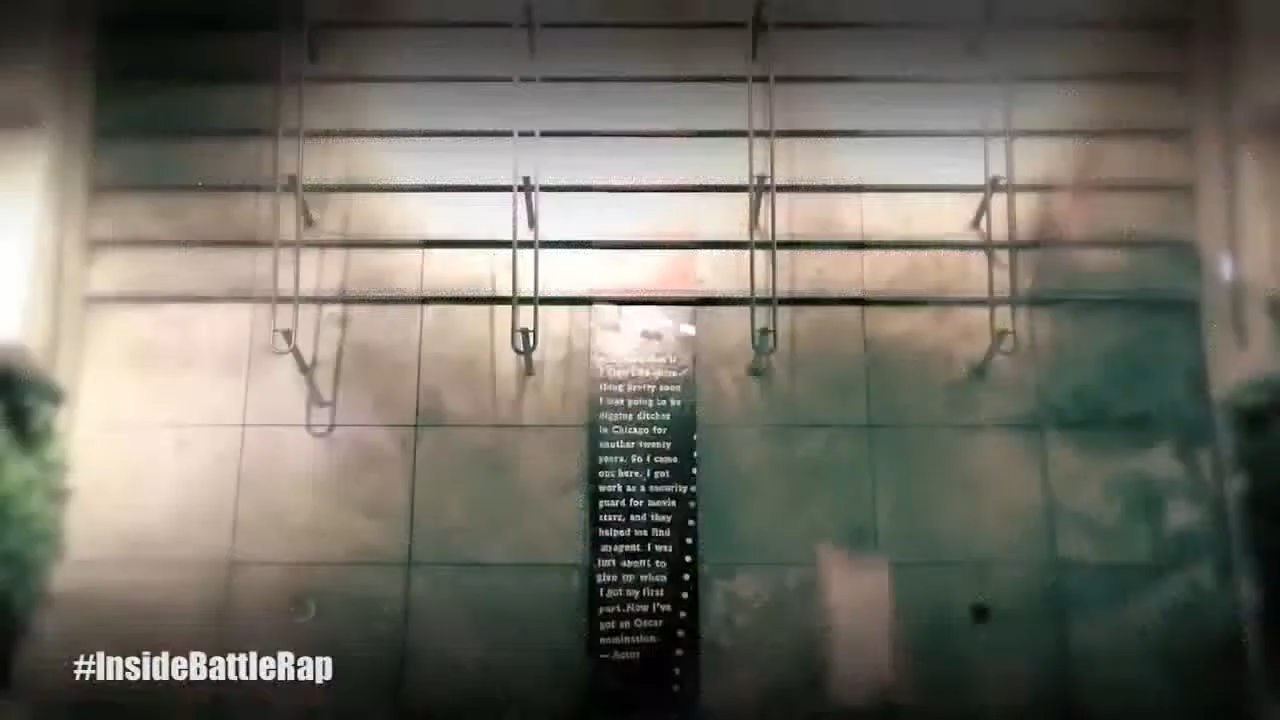 thing pretty soon
I was going to be
digging ditches
in Chicago for
another twenty
years. So I came
out here. I got
work as a security
guard for movie
stars, and they
helped me find
an agent. I was
just about to
give up when
I got my first
part. Now I've
got an Oscar
nomination.
— Actor
#InsideBattleRap